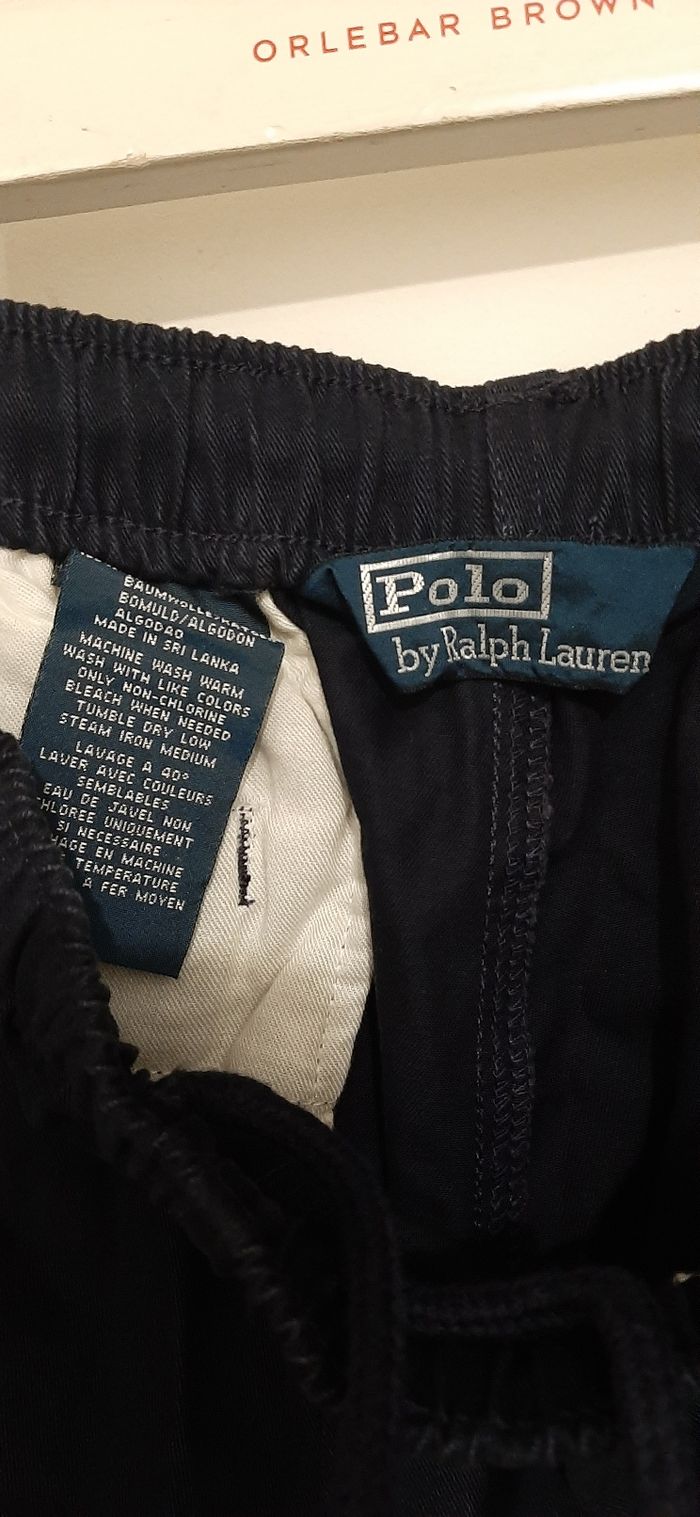 ORLEBAR BROWN
Polo
by Ralph Lauren
BOMULD/ALGODON
ALGODAO
MADE IN SRI LANKA
MACHINE WASH WARM
WASH WITH LIKE COLORS
ONLY NON-CHLORINE
BLEACH WHEN NEEDED
TUMBLE DRY LOW
STEAM IRON MEDIUM
LAVAGE A 40°
LAVER AVEC COULEURS
SEMBLABLES
EAU DE JAVEL NON
CHLOREE UNIQUEMENT
SI NECESSAIRE
EN MACHINE
TEMPERATURE
A FER MOYEN